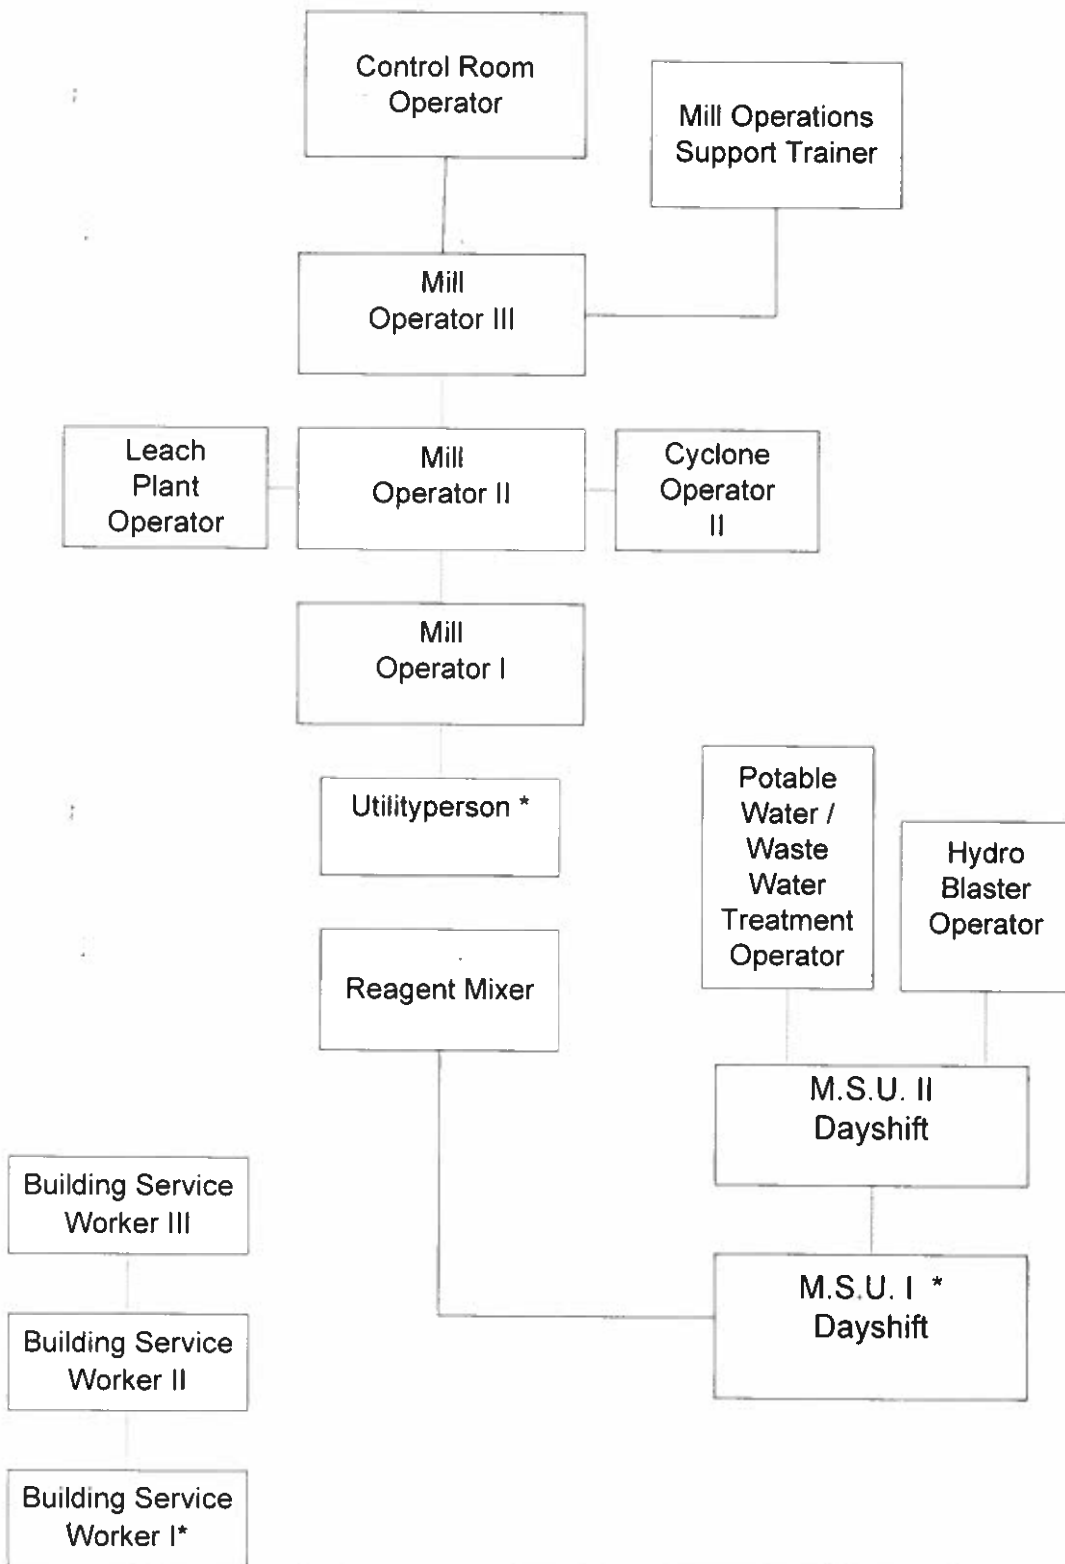 Control Room
Operator
Mill Operations
Support Trainer
Mill
Operator III
Leach
Plant
Operator
Mill
Operator II
Cyclone
Operator
II
Mill
Operator I
Utilityperson *
Potable
Water /
Waste
Water
Treatment
Operator
Hydro
Blaster
Operator
Reagent Mixer
M.S.U. II
Dayshift
M.S.U. I *
Dayshift
Building Service
Worker III
Building Service
Worker II
Building Service
Worker I*